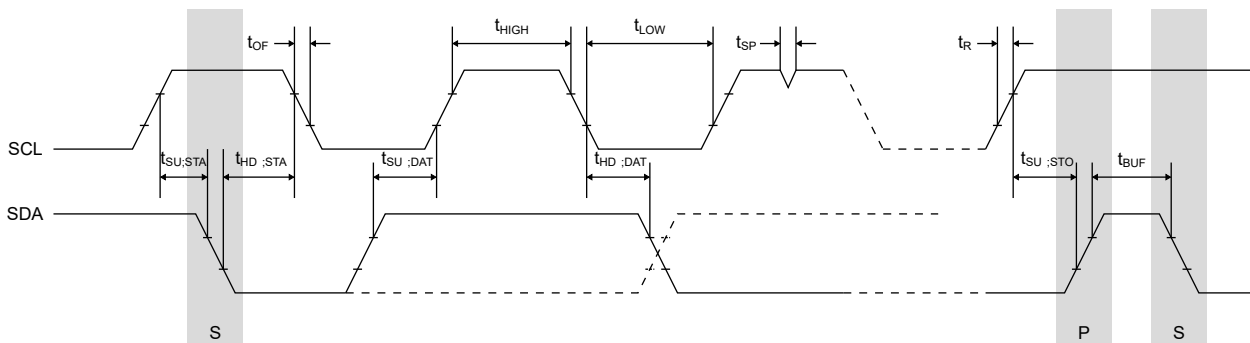 tOF
tHIGH
tLOW
tSP
tR
SCL
tSU;STA
tHD ;STA
tSU ;DAT
tHD ;DAT
tSU ;STO
tBUF
SDA
S
P
S